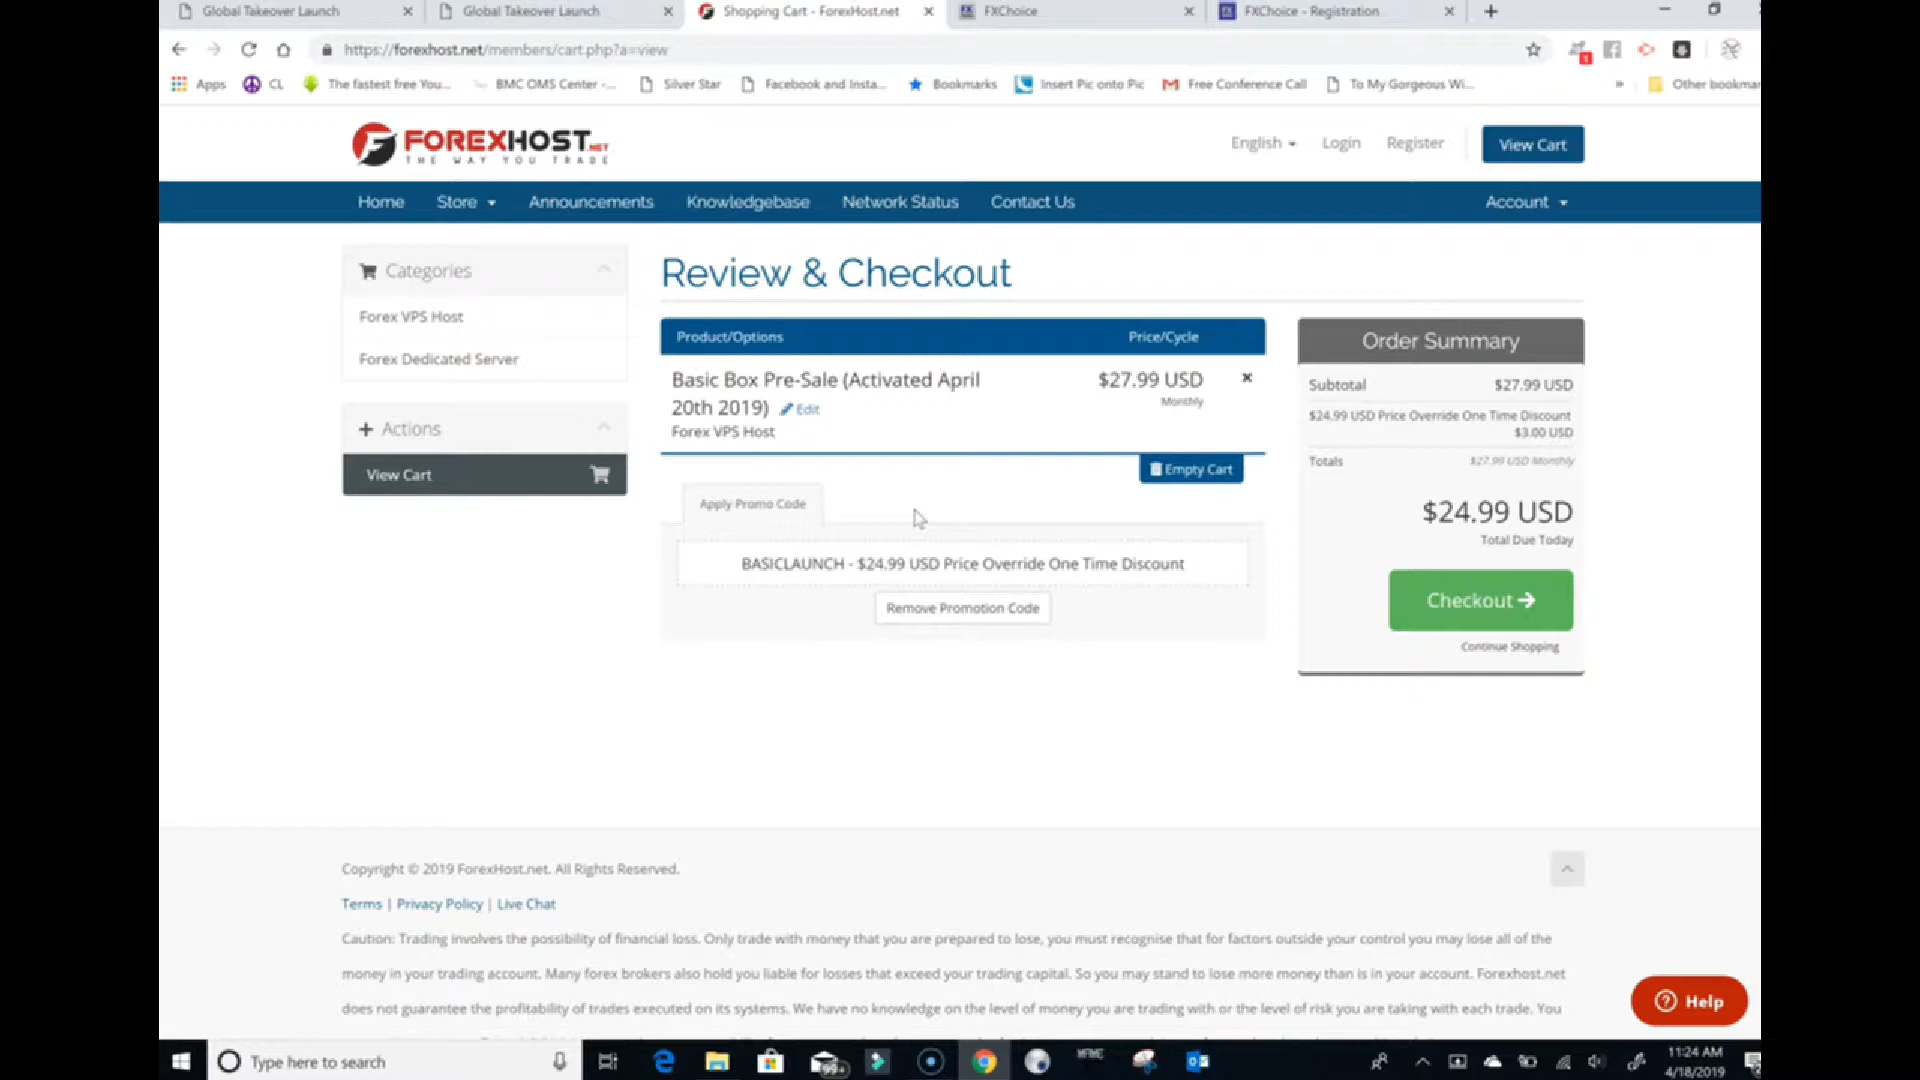 Global Takeover Launch
Global Takeover Launch
Shopping Cart - ForexHost.net
FXChoice
FXChoice - Registration
https://forexhost.net/members/cart.php?a=view
1
Apps
CL
The fastest free You...
BMC OMS Center -...
Silver Star
Facebook and Insta...
Bookmarks
Insert Pic onto Pic
Free Conference Call
To My Gorgeous Wi...
»
Other bookmar
FOREXHOST.NET
THE WAY YOU TRADE
English
Login
Register
View Cart
Home
Store
Announcements
Knowledgebase
Network Status
Contact Us
Account
Categories
Forex VPS Host
Forex Dedicated Server
Actions
View Cart
Review & Checkout
Product/Options
Price/Cycle
Basic Box Pre-Sale (Activated April
20th 2019) Edit
Forex VPS Host
$27.99 USD
Monthly
Empty Cart
Apply Promo Code
BASICLAUNCH - $24.99 USD Price Override One Time Discount
Remove Promotion Code
Order Summary
Subtotal $27.99 USD
$24.99 USD Price Override One Time Discount
$3.00 USD
Totals $27.99 USD Monthly
$24.99 USD
Total Due Today
Checkout
Continue Shopping
Copyright © 2019 ForexHost.net. All Rights Reserved.
Terms | Privacy Policy | Live Chat
Caution: Trading involves the possibility of financial loss. Only trade with money that you are prepared to lose, you must recognise that for factors outside your control you may lose all of the
money in your trading account. Many forex brokers also hold you liable for losses that exceed your trading capital. So you may stand to lose more money than is in your account. Forexhost.net
does not guarantee the profitability of trades executed on its systems. We have no knowledge on the level of money you are trading with or the level of risk you are taking with each trade. You
Help
Type here to search
99+
11:24 AM
4/18/2019